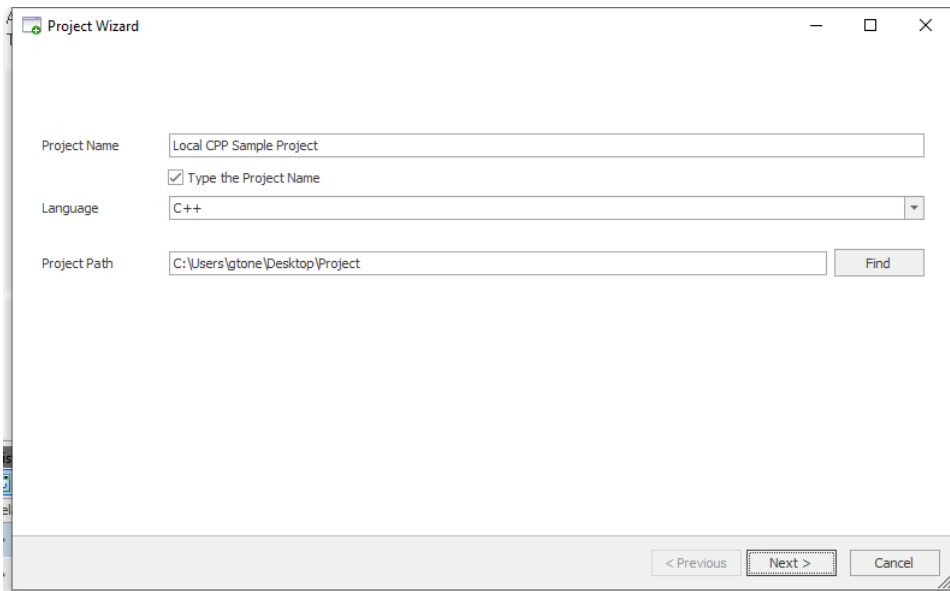 Project Wizard
Project Name
Local CPP Sample Project
Type the Project Name
Language
C++
Project Path
C:\Users\gtone\Desktop\Project
Find
< Previous
Next >
Cancel